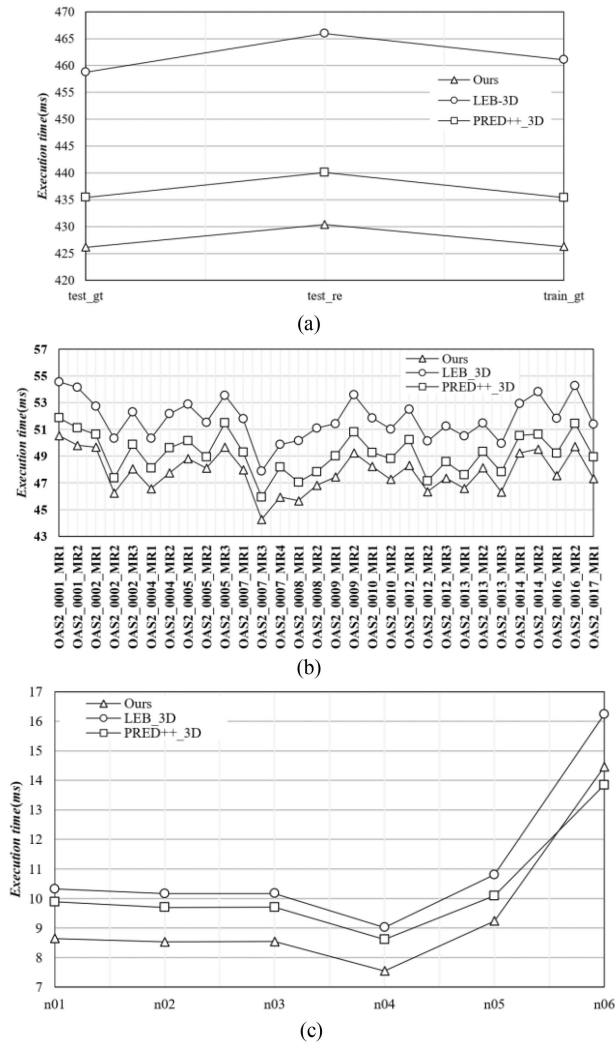 470
465
460
455
450
445
440
435
430
425
420
Execution time(ms)
Ours
LEB-3D
PRED++_3D
test_gt
test_re
train_gt
(a)
57
55
53
51
49
47
45
43
Execution time(ms)
Ours
LEB_3D
PRED++_3D
OAS2_0001_MR1
OAS2_0001_MR2
OAS2_0002_MR1
OAS2_0002_MR2
OAS2_0002_MR3
OAS2_0004_MR1
OAS2_0004_MR2
OAS2_0005_MR1
OAS2_0005_MR2
OAS2_0005_MR3
OAS2_0007_MR1
OAS2_0007_MR3
OAS2_0007_MR4
OAS2_0008_MR1
OAS2_0008_MR2
OAS2_0009_MR1
OAS2_0009_MR2
OAS2_0010_MR1
OAS2_0010_MR2
OAS2_0012_MR1
OAS2_0012_MR2
OAS2_0012_MR3
OAS2_0013_MR1
OAS2_0013_MR2
OAS2_0013_MR3
OAS2_0014_MR1
OAS2_0014_MR2
OAS2_0016_MR1
OAS2_0016_MR2
OAS2_0017_MR1
(b)
17
16
15
14
13
12
11
10
9
8
7
Execution time(ms)
Ours
LEB_3D
PRED++_3D
n01
n02
n03
n04
n05
n06
(c)